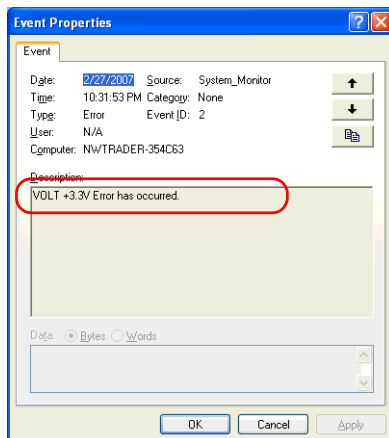 Event Properties
Event
Date: 2/27/2007 Source: System_Monitor
Time: 10:31:53 PM Category: None
Type: Error Event ID: 2
User: N/A
Computer: NWTRADER-354C63
Description:
VOLT +3.3V Error has occurred.
Data: Bytes Words
OK Cancel Apply